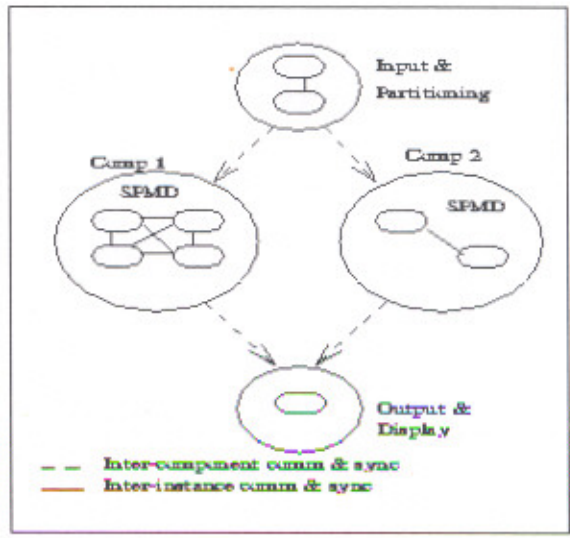 Input &
Partitioning
Comp 1
Comp 2
SPMD
SPMD
Output &
Display
Inter-component comm & sync
Inter-instance comm & sync